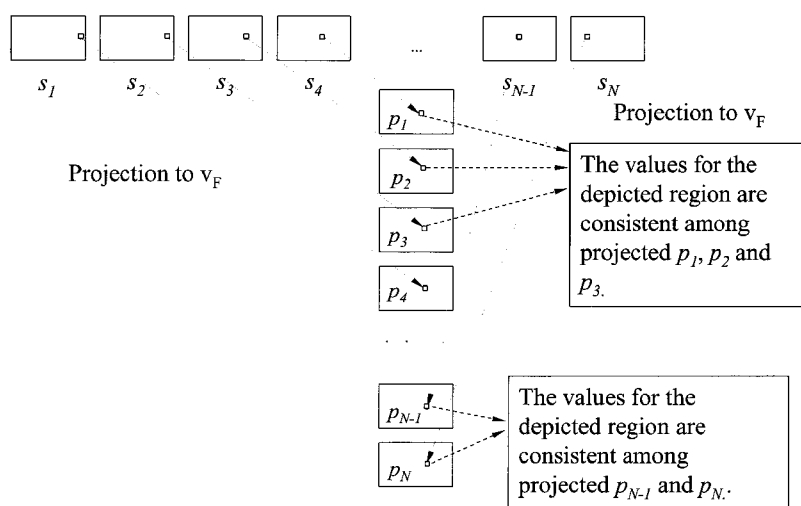 ...
s1 s2 s3 s4 sN-1 sN
p1
Projection to vF
Projection to vF
The values for the
depicted region are
consistent among
projected p1, p2 and
p3.
p2
p3
p4
. . .
pN-1
pN
The values for the
depicted region are
consistent among
projected pN-1 and pN.